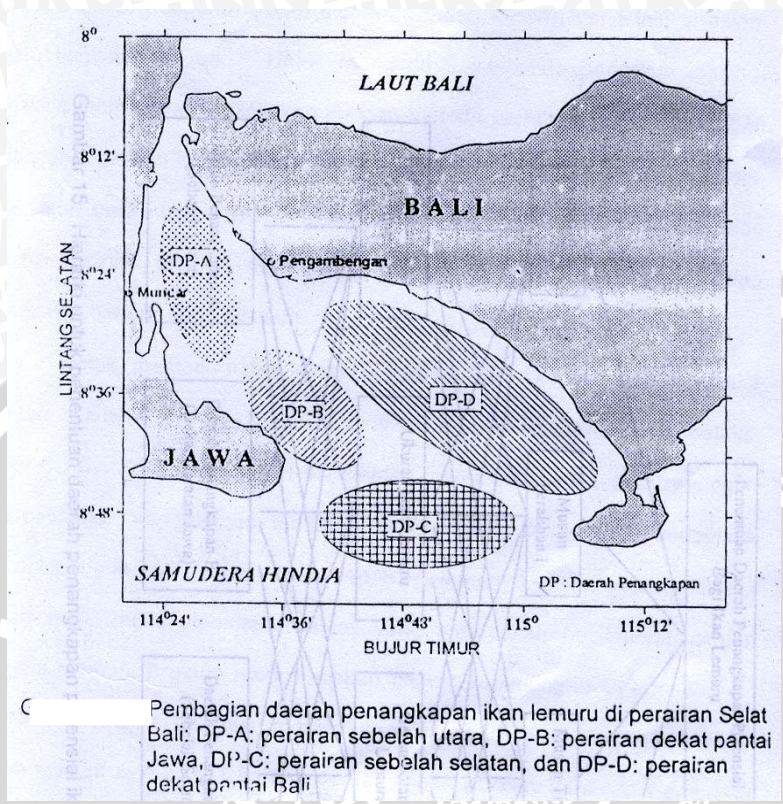 8°
LAUT BALI
8°12'
BALI
DP-A
Pengambengan
8°24'
Muncar
LINTANG SELATAN
8°36'
DP-B
DP-D
JAWA
8°48'
DP-C
SAMUDERA HINDIA
DP : Daerah Penangkapan
114°24' 114°36' 114°43' 115° 115°12'
BUJUR TIMUR
Pembagian daerah penangkapan ikan lemuru di perairan Selat
Bali: DP-A: perairan sebelah utara, DP-B: perairan dekat pantai
Jawa, DP-C: perairan sebelah selatan, dan DP-D: perairan
dekat pantai Bali